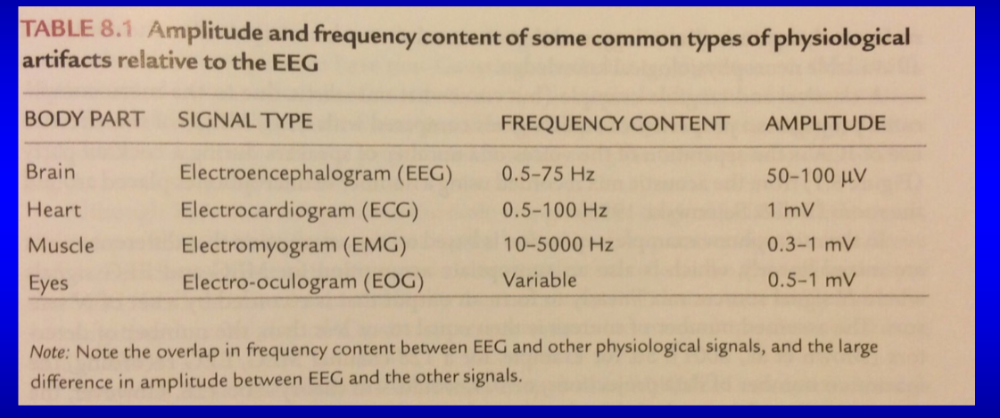 TABLE 8.1 Amplitude and frequency content of some common types of physiological
artifacts relative to the EEG
BODY PART SIGNAL TYPE FREQUENCY CONTENT AMPLITUDE
Brain Electroencephalogram (EEG) 0.5–75 Hz 50–100 μV
Heart Electrocardiogram (ECG) 0.5–100 Hz 1 mV
Muscle Electromyogram (EMG) 10–5000 Hz 0.3–1 mV
Eyes Electro-oculogram (EOG) Variable 0.5–1 mV
Note: Note the overlap in frequency content between EEG and other physiological signals, and the large
difference in amplitude between EEG and the other signals.